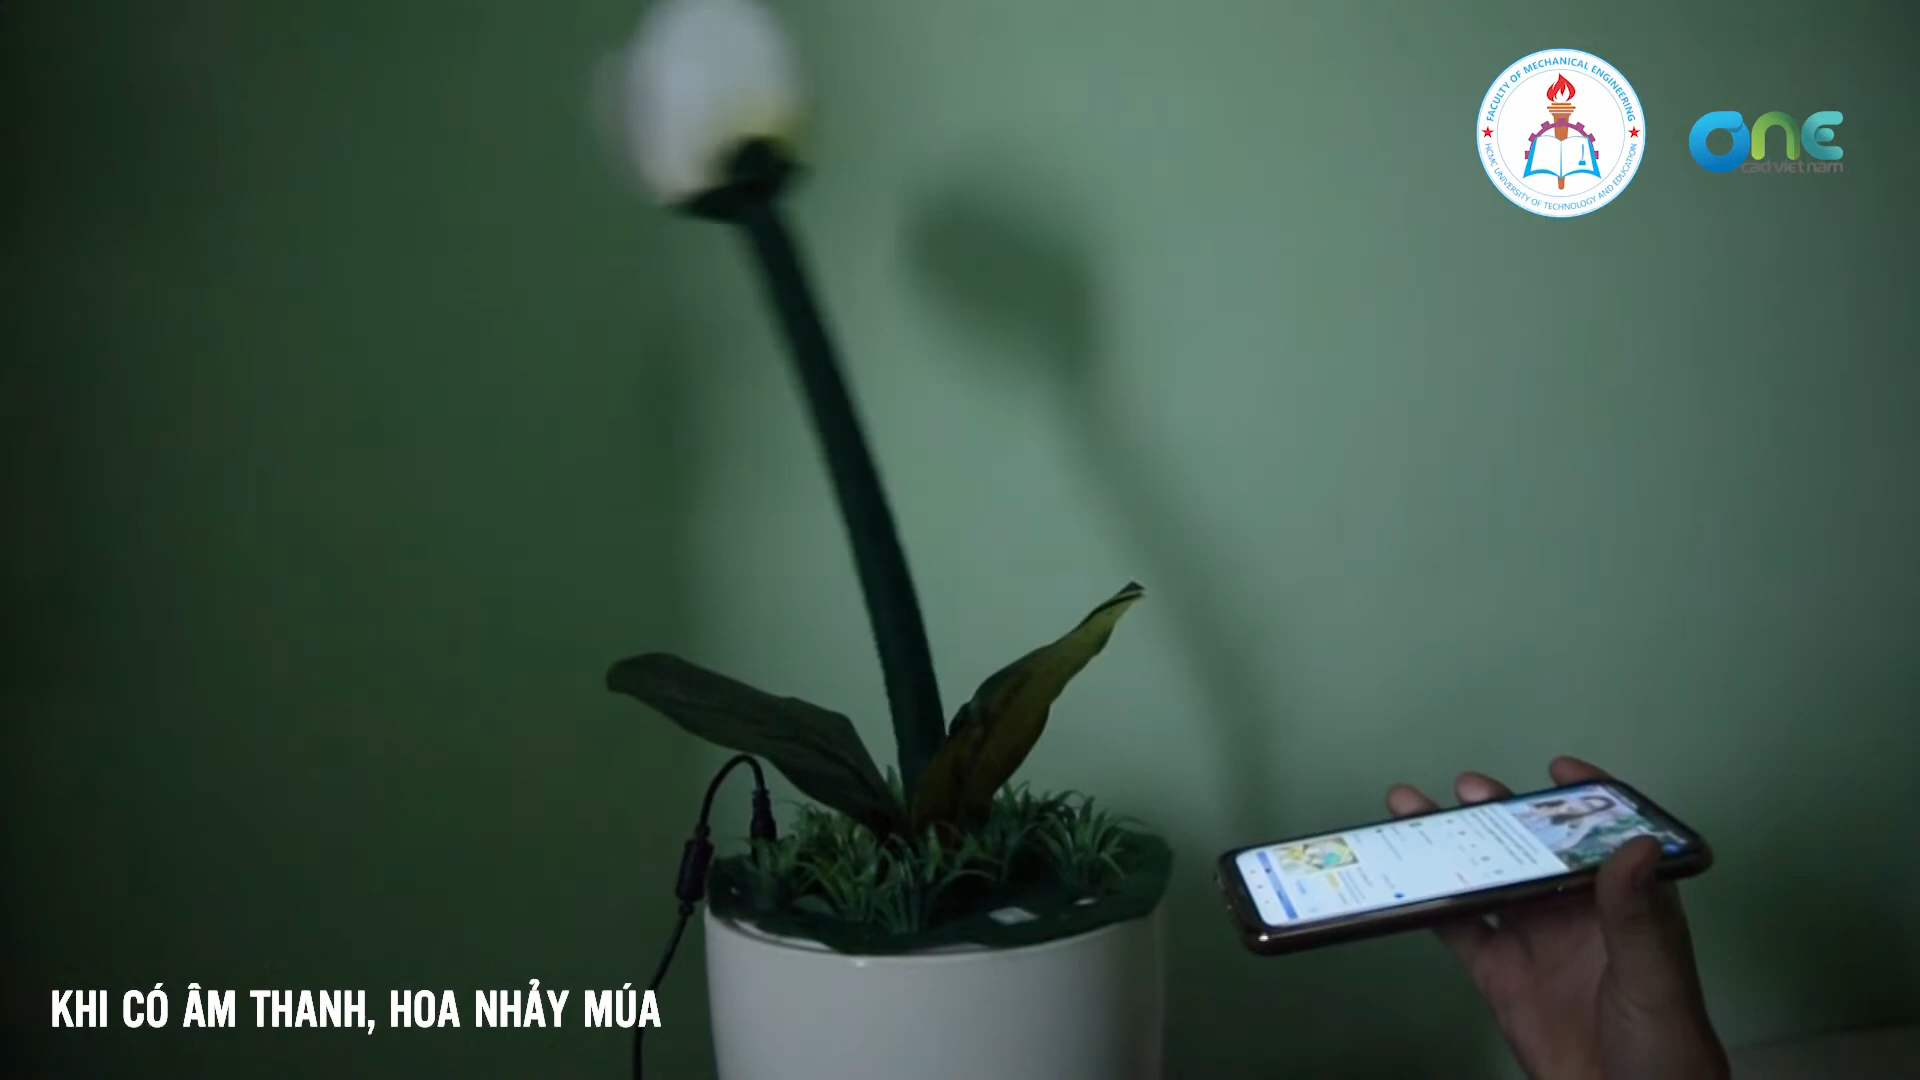 FACULTY OF MECHANICAL ENGINEERING
HCMC UNIVERSITY OF TECHNOLOGY AND EDUCATION
ONE
cad viet nam
KHI CÓ ÂM THANH, HOA NHẢY MÚA